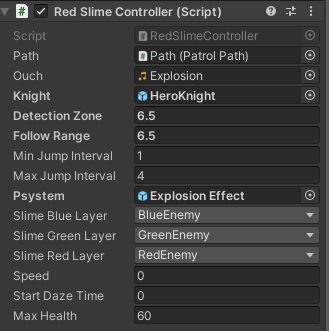 Red Slime Controller (Script)
Script RedSlimeController
Path Path (Patrol Path)
Ouch Explosion
Knight HeroKnight
Detection Zone 6.5
Follow Range 6.5
Min Jump Interval 1
Max Jump Interval 4
Psystem Explosion Effect
Slime Blue Layer BlueEnemy
Slime Green Layer GreenEnemy
Slime Red Layer RedEnemy
Speed 0
Start Daze Time 0
Max Health 60